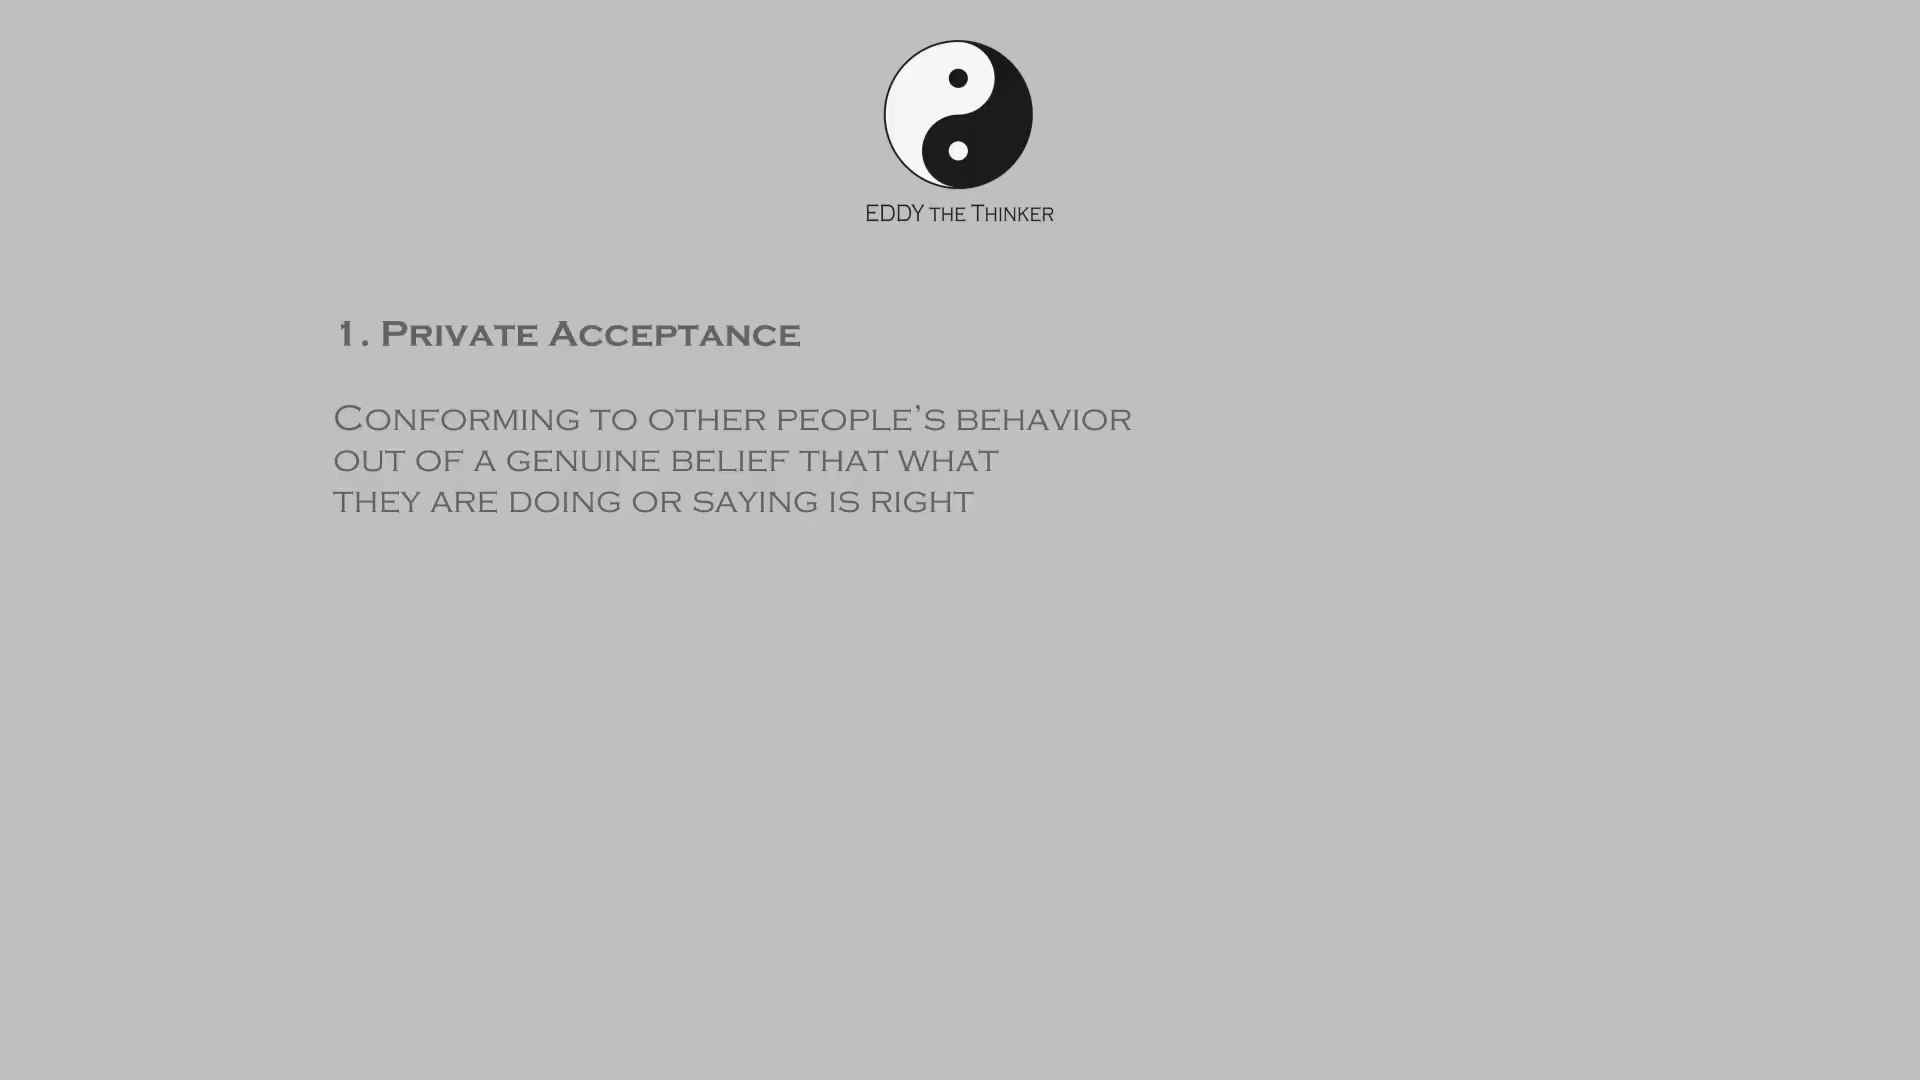 EDDY the Thinker
1. Private Acceptance
Conforming to other people’s behavior
out of a genuine belief that what
they are doing or saying is right